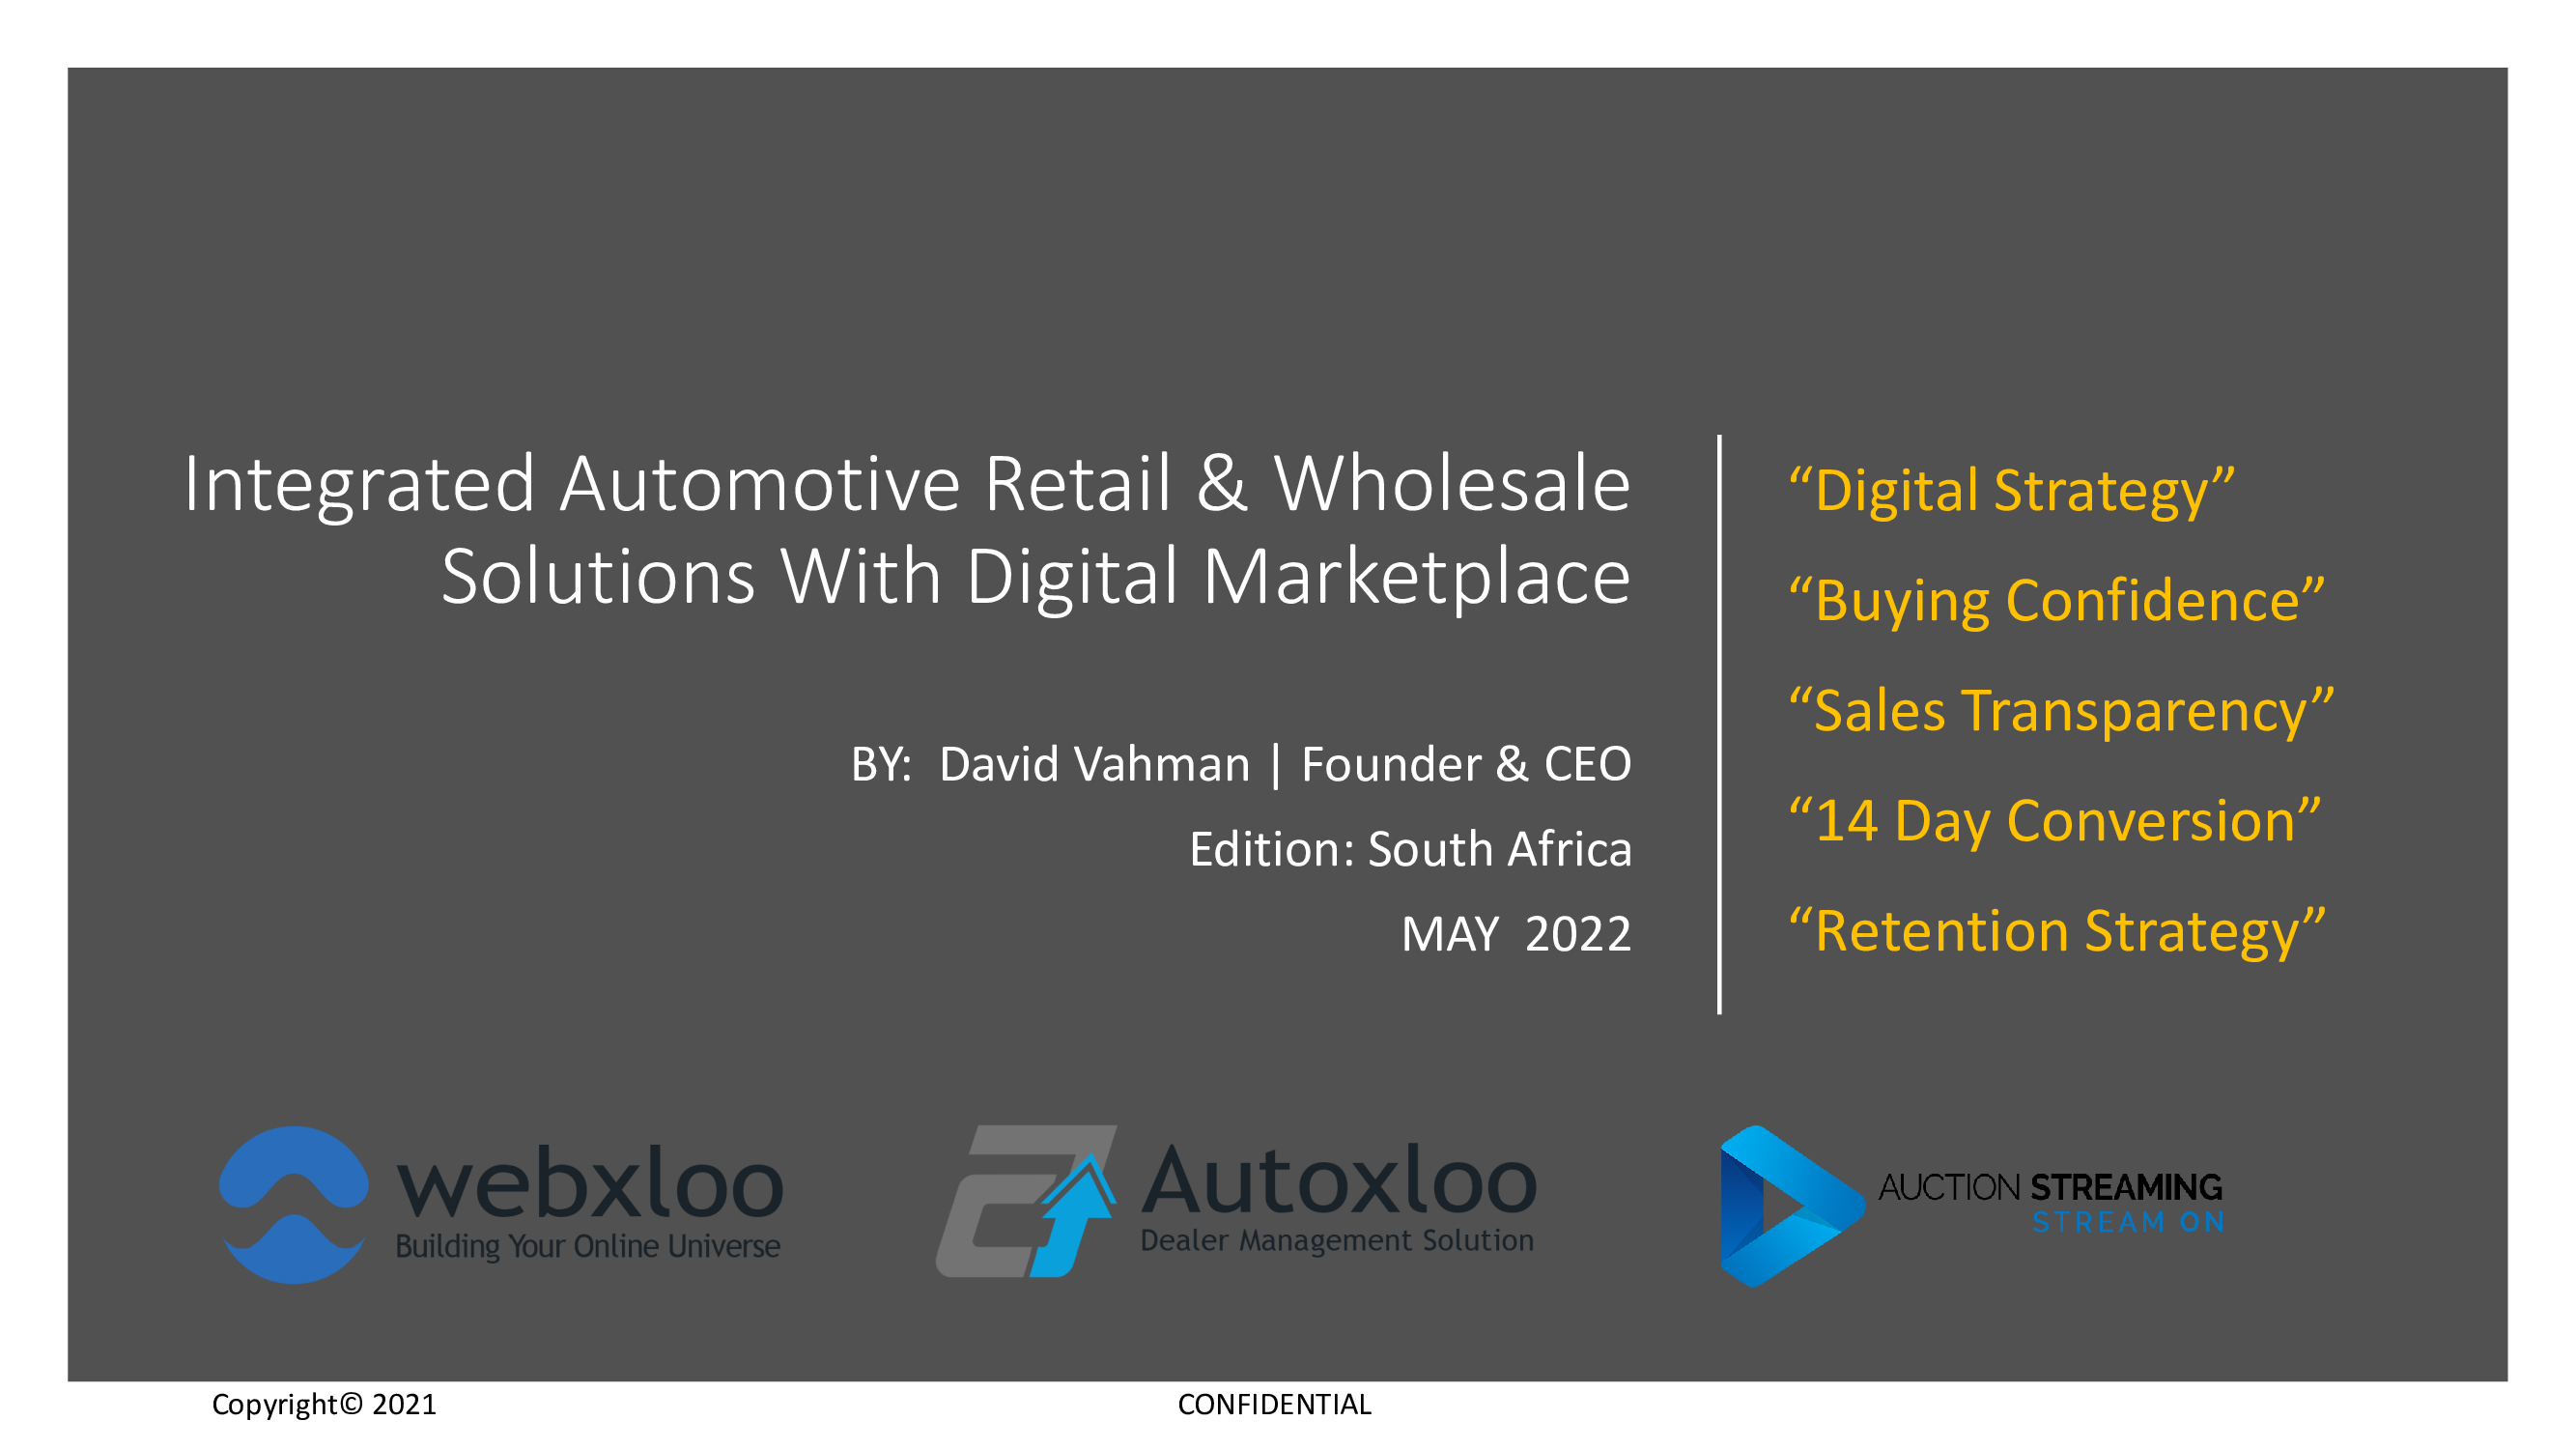 Integrated Automotive Retail & Wholesale
Solutions With Digital Marketplace
BY:  David Vahman | Founder & CEO
Edition: South Africa
MAY  2022
“Digital Strategy”
“Buying Confidence”
“Sales Transparency”
“14 Day Conversion”
“Retention Strategy”
webxloo
Building Your Online Universe
Autoxloo
Dealer Management Solution
AUCTION STREAMING
STREAM ON
Copyright© 2021
CONFIDENTIAL